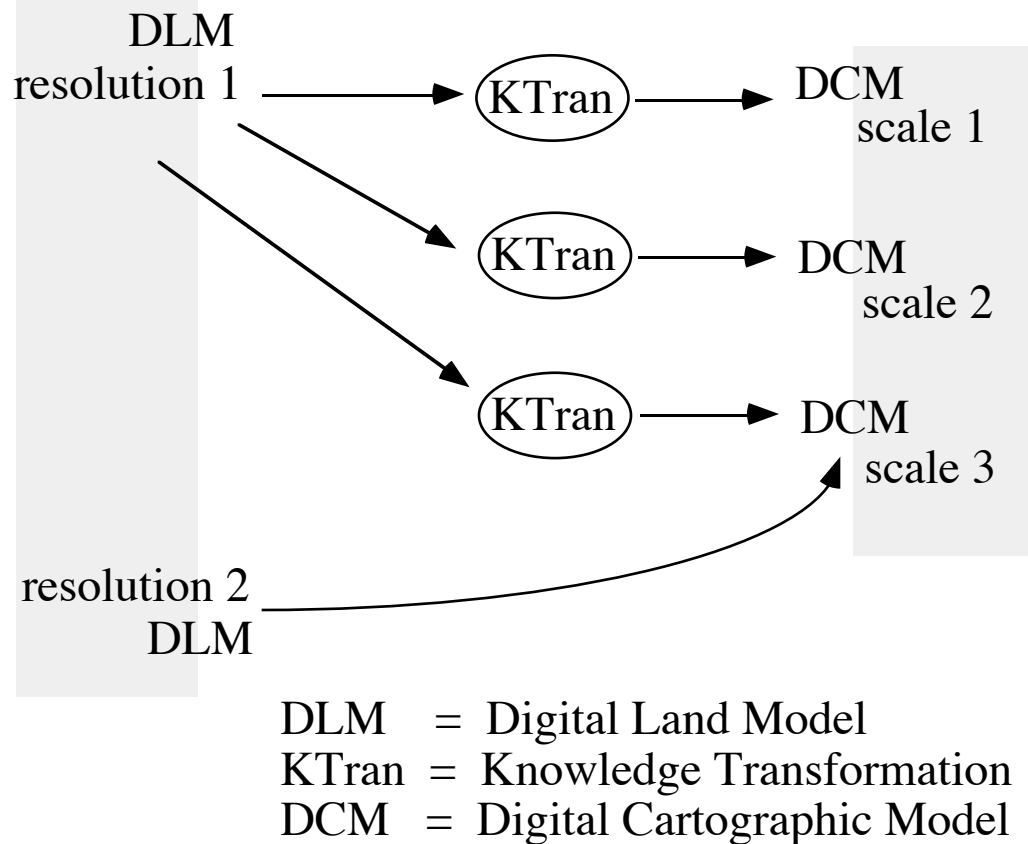 DLM
resolution 1
KTran
DCM
scale 1
KTran
DCM
scale 2
KTran
DCM
scale 3
resolution 2
DLM
DLM = Digital Land Model
KTran = Knowledge Transformation
DCM = Digital Cartographic Model